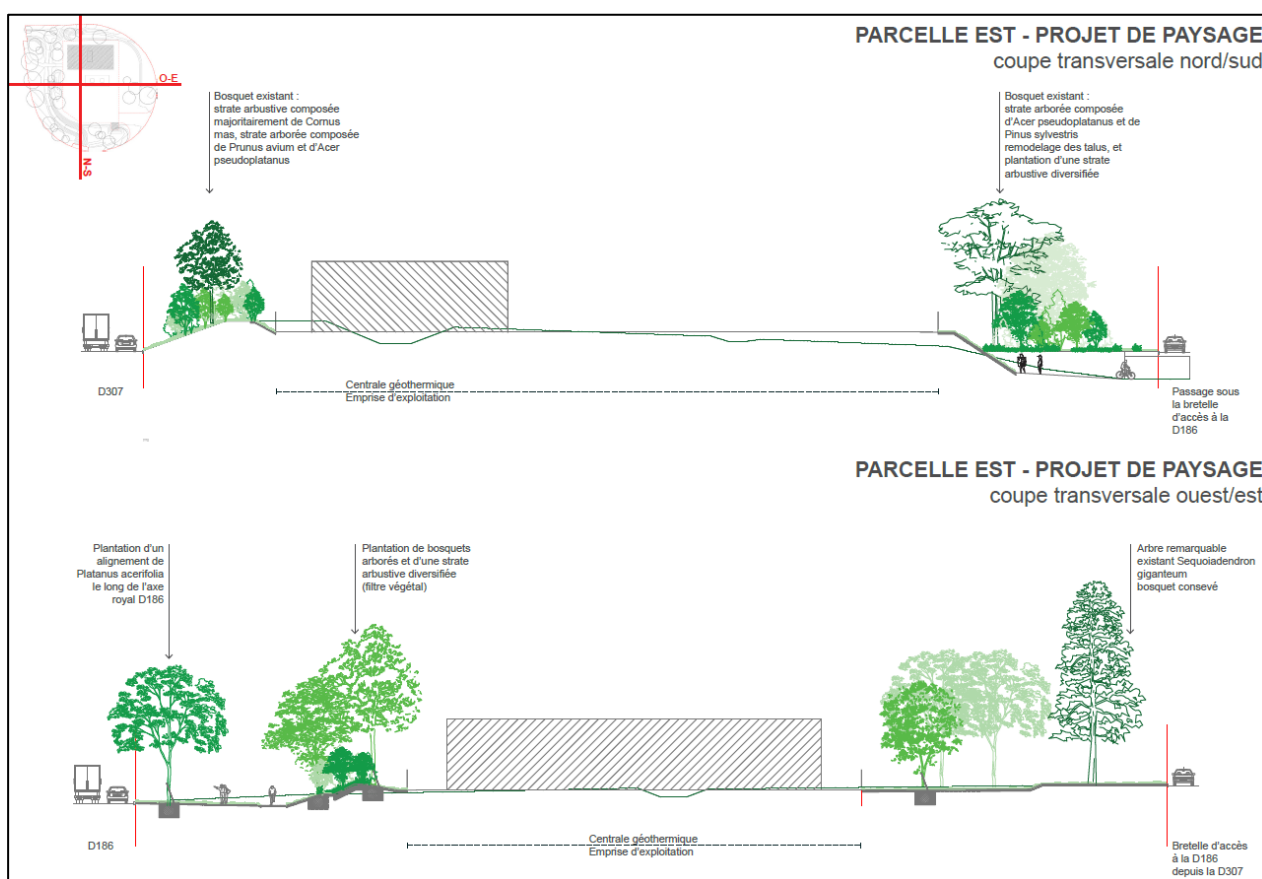 PARCELLE EST - PROJET DE PAYSAGE
coupe transversale nord/sud
O-E
N-S
Bosquet existant :
strate arbustive composée
majoritairement de Cornus
mas, strate arborée composée
de Prunus avium et d'Acer
pseudoplatanus
Bosquet existant :
strate arborée composée
d'Acer pseudoplatanus et de
Pinus sylvestris
remodelage des talus, et
plantation d'une strate
arbustive diversifiée
D307
Centrale géothermique
Emprise d'exploitation
Passage sous
la bretelle
d'accès à la
D186
PARCELLE EST - PROJET DE PAYSAGE
coupe transversale ouest/est
Plantation d'un
alignement de
Platanus acerifolia
le long de l'axe
royal D186
Plantation de bosquets
arborés et d'une strate
arbustive diversifiée
(filtre végétal)
Arbre remarquable
existant Sequoiadendron
giganteum
bosquet consevé
D186
Centrale géothermique
Emprise d'exploitation
Bretelle d'accès
à la D186
depuis la D307